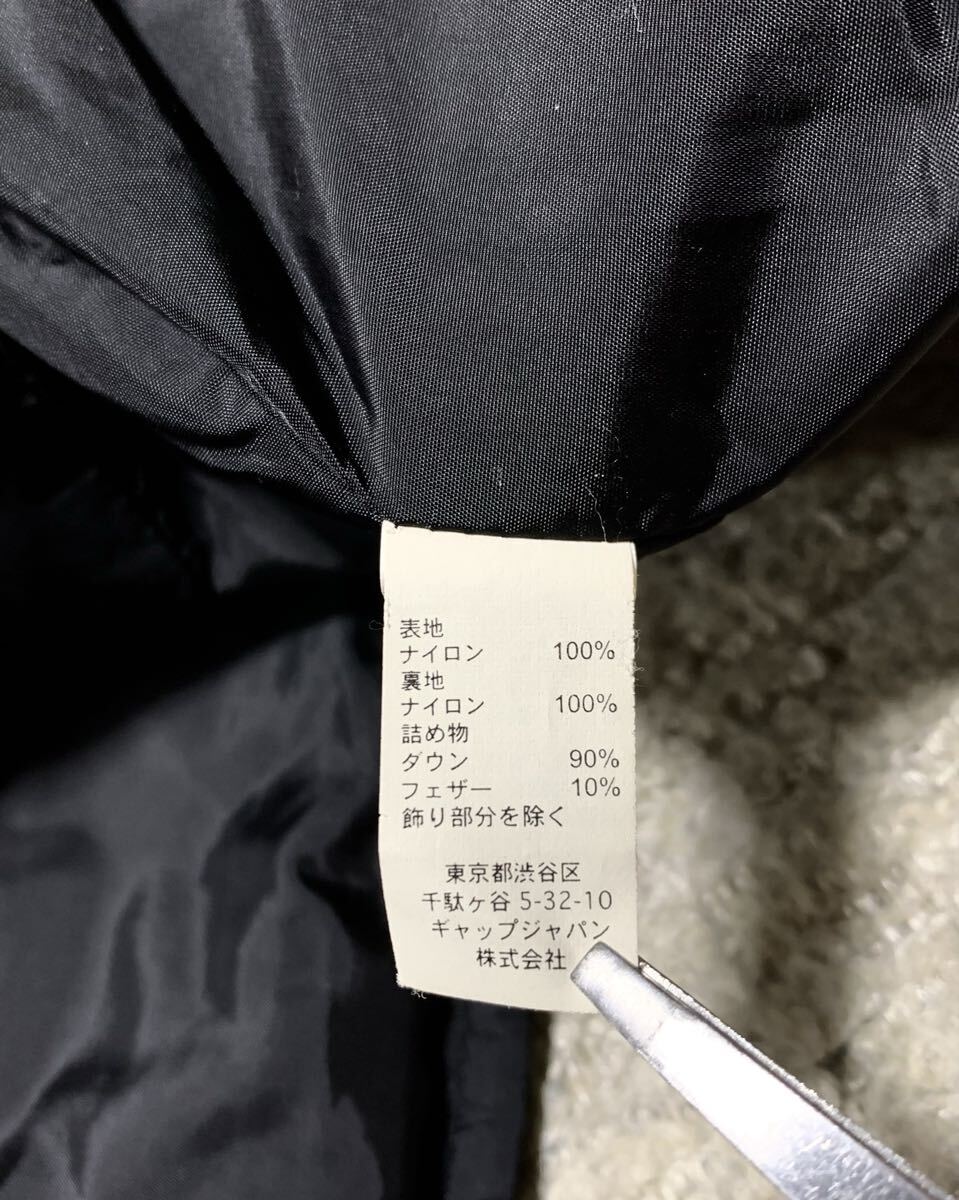 表地
ナイロン 100%
裏地
ナイロン 100%
詰め物
ダウン 90%
フェザー 10%
飾り部分を除く
東京都渋谷区
千駄ヶ谷 5-32-10
ギャップジャパン
株式会社